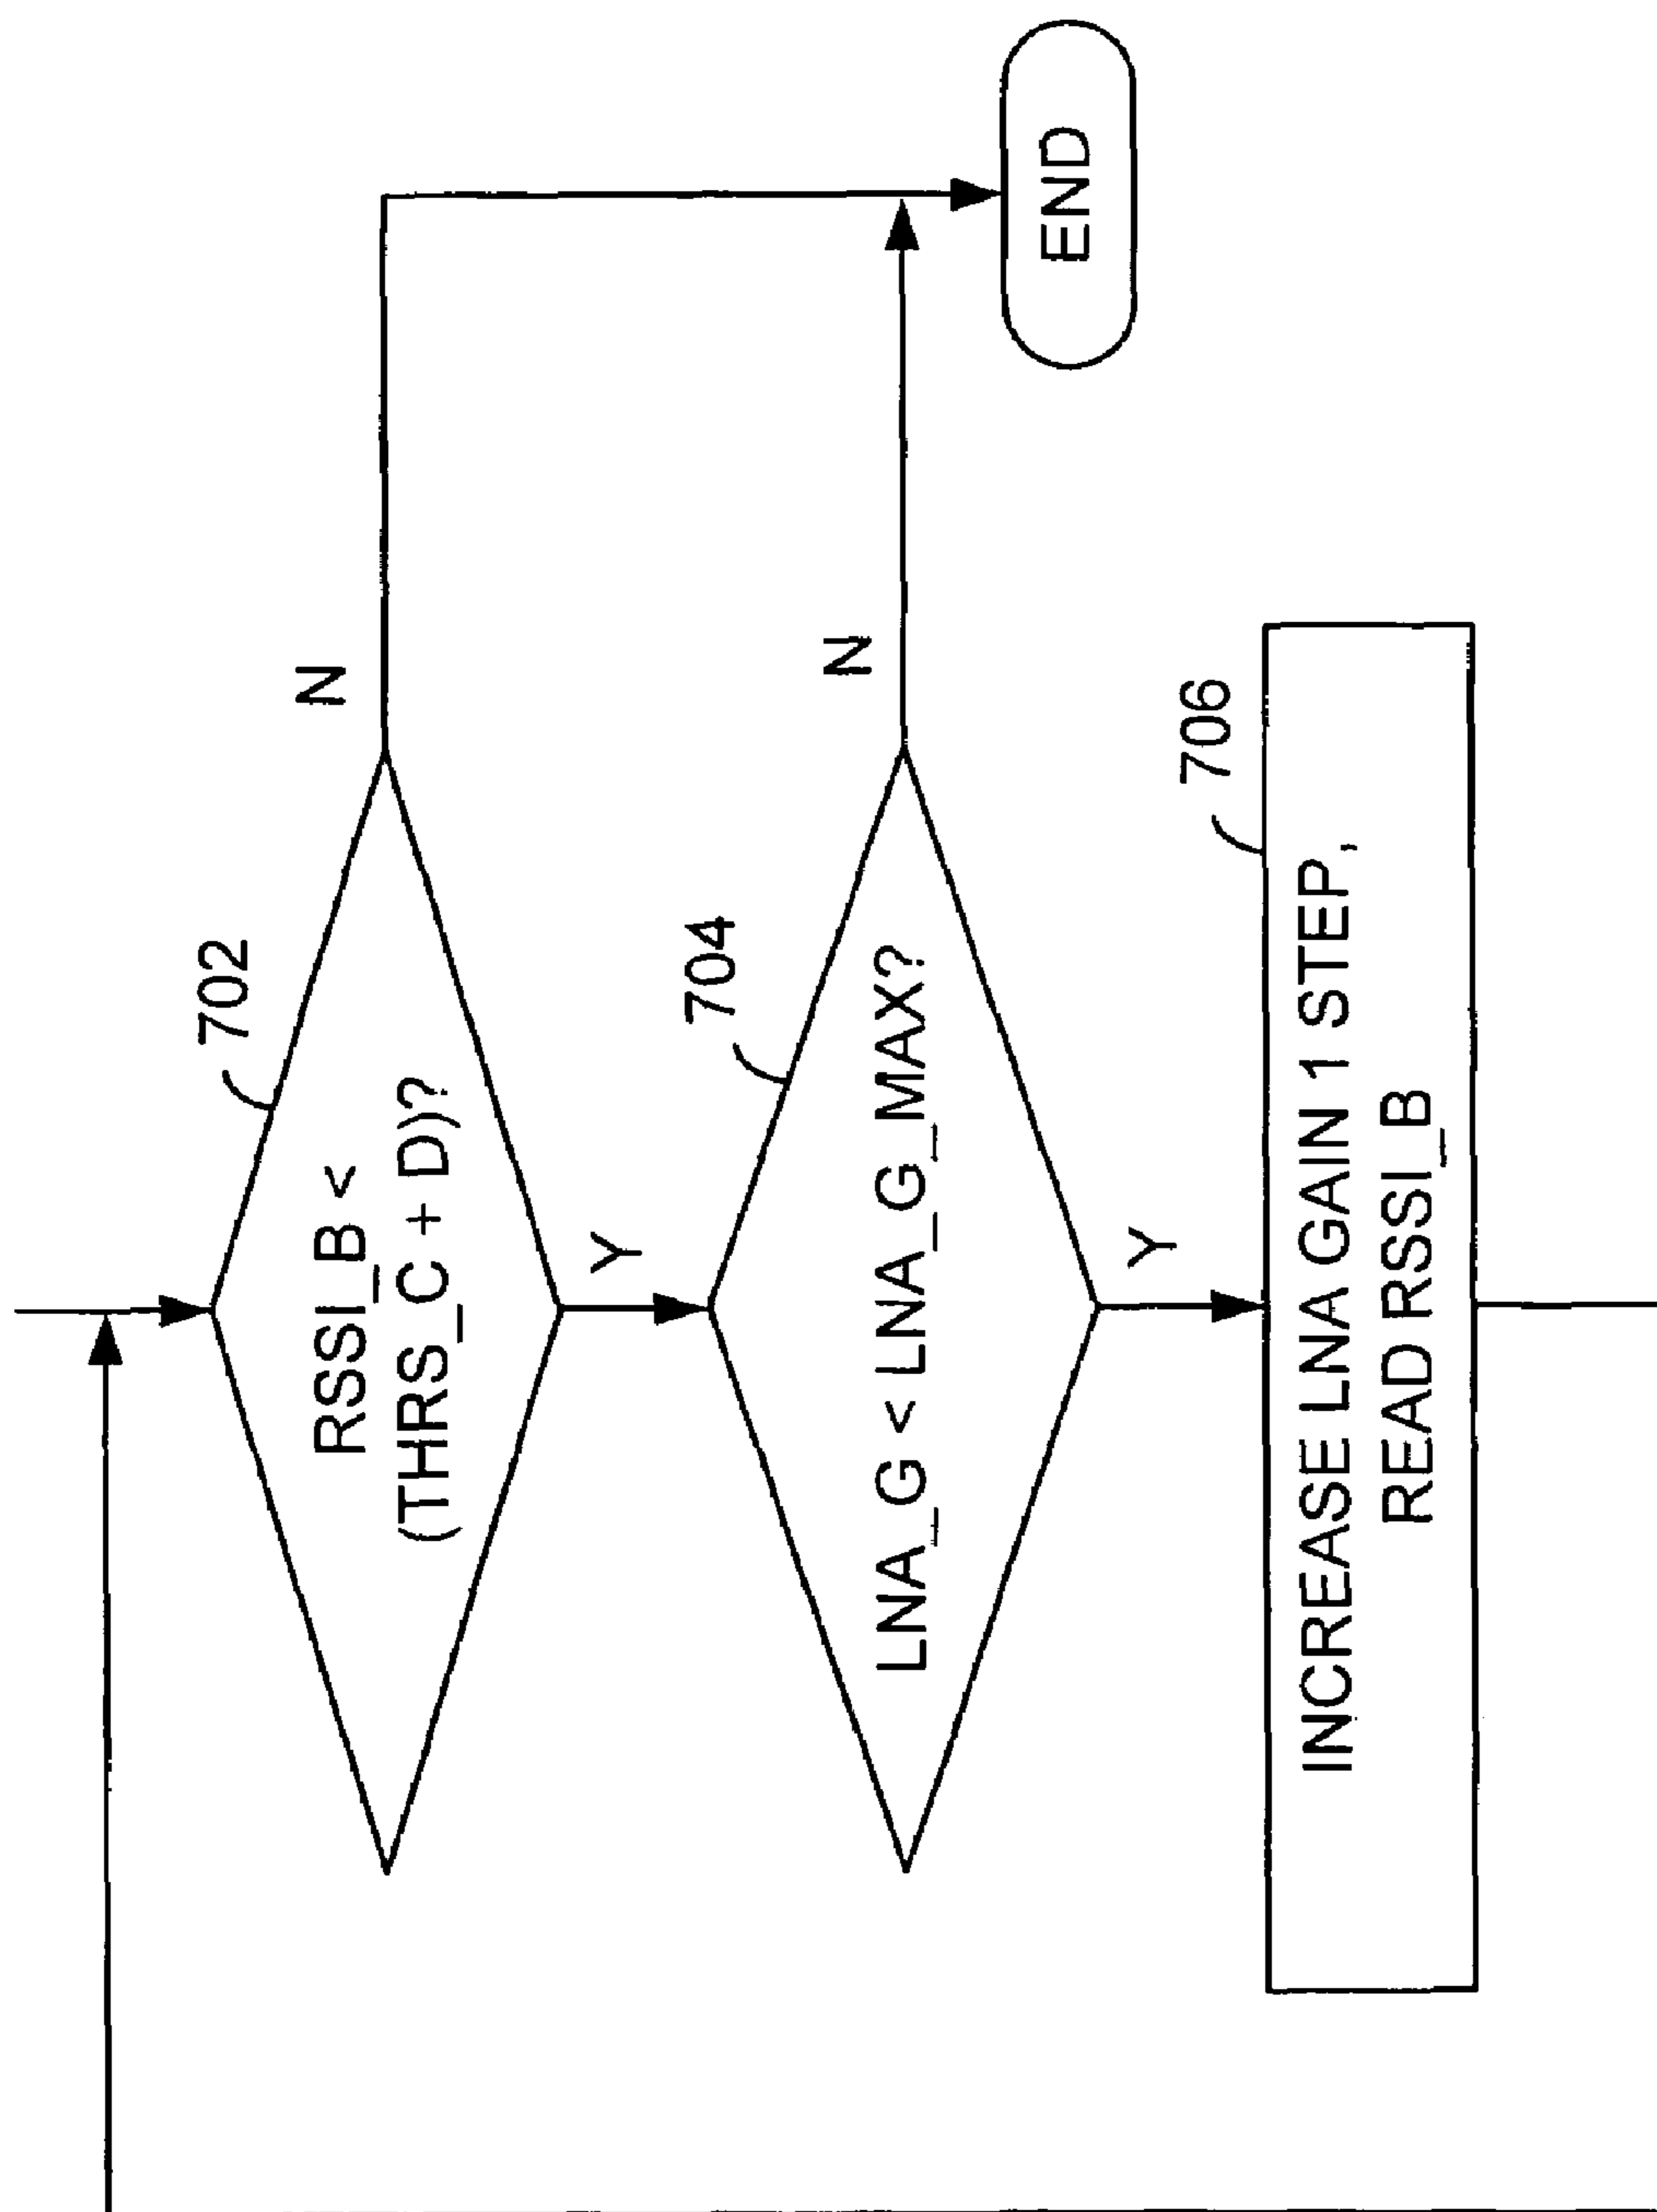 702
RSSI_B <
(THRS_C + D)?
N
Y
704
LNA_G < LNA_G_MAX?
N
Y
END
706
INCREASE LNA GAIN 1 STEP,
READ RSSI_B